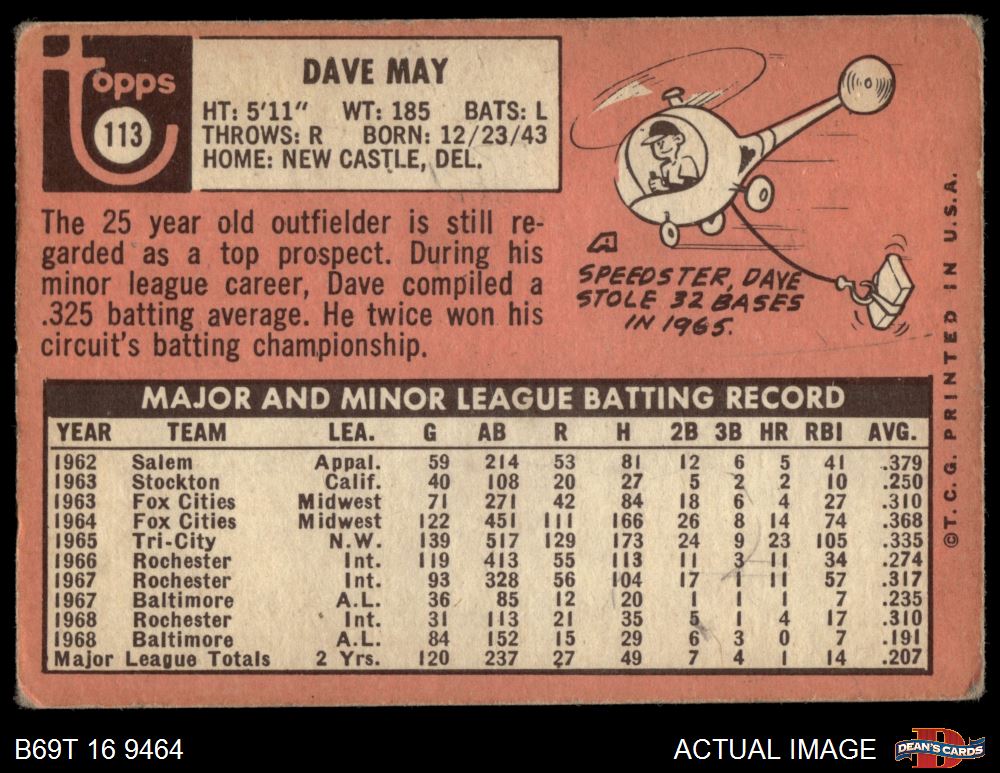 Topps
113
DAVE MAY
HT: 5'11" WT: 185 BATS: L
THROWS: R BORN: 12/23/43
HOME: NEW CASTLE, DEL.
The 25 year old outfielder is still re-
garded as a top prospect. During his
minor league career, Dave compiled a
.325 batting average. He twice won his
circuit's batting championship.
A
SPEEDSTER, DAVE
STOLE 32 BASES
IN 1965.
MAJOR AND MINOR LEAGUE BATTING RECORD
YEAR TEAM LEA. G AB R H 2B 3B HR RBI AVG.
1962 Salem Appal. 59 214 53 81 12 6 5 41 .379
1963 Stockton Calif. 40 108 20 27 5 2 2 10 .250
1963 Fox Cities Midwest 71 271 42 84 18 6 4 27 .310
1964 Fox Cities Midwest 122 451 111 166 26 8 14 74 .368
1965 Tri-City N.W. 139 517 129 173 24 9 23 105 .335
1966 Rochester Int. 119 413 55 113 11 3 11 34 .274
1967 Rochester Int. 93 328 56 104 17 1 11 57 .317
1967 Baltimore A.L. 36 85 12 20 1 1 1 7 .235
1968 Rochester Int. 31 113 21 35 5 1 4 17 .310
1968 Baltimore A.L. 84 152 15 29 6 3 0 7 .191
Major League Totals 2 Yrs. 120 237 27 49 7 4 1 14 .207
©T. C. G. PRINTED IN U.S.A.
B69T 16 9464
ACTUAL IMAGE
D
DEAN'S CARDS